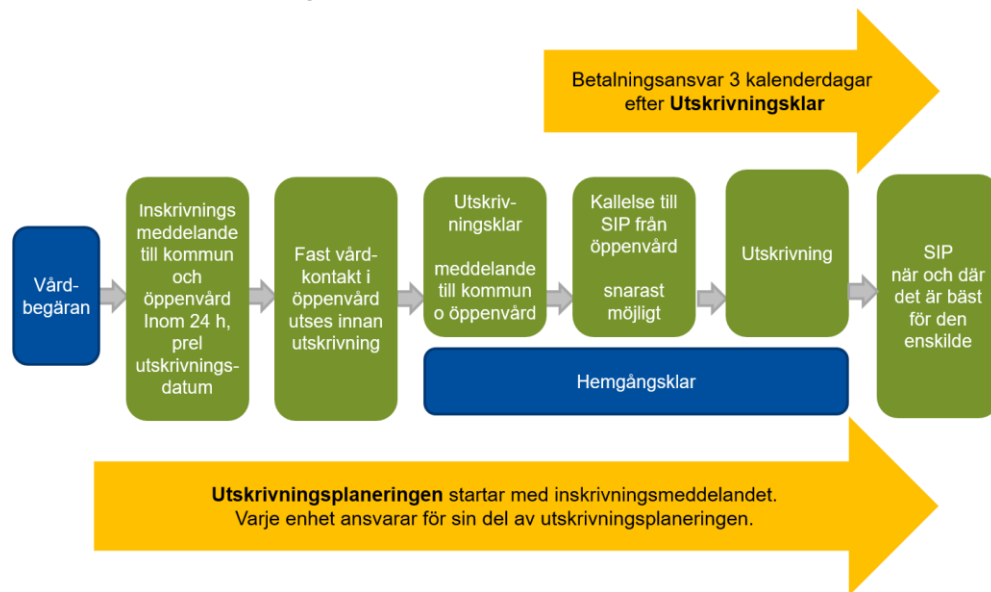 Betalningsansvar 3 kalenderdagar
efter Utskrivningsklar
Vård-
begäran
Inskrivnings
meddelande
till kommun
och
öppenvård
Inom 24 h,
prel
utskrivnings-
datum
Fast vård-
kontakt i
öppenvård
utses innan
utskrivning
Utskriv-
ningsklar
meddelande
till kommun
o öppenvård
Kallelse till
SIP från
öppenvård
snarast
möjligt
Utskrivning
SIP
när och där
det är bäst
för den
enskilde
Hemgångsklar
Utskrivningsplaneringen startar med inskrivningsmeddelandet.
Varje enhet ansvarar för sin del av utskrivningsplaneringen.